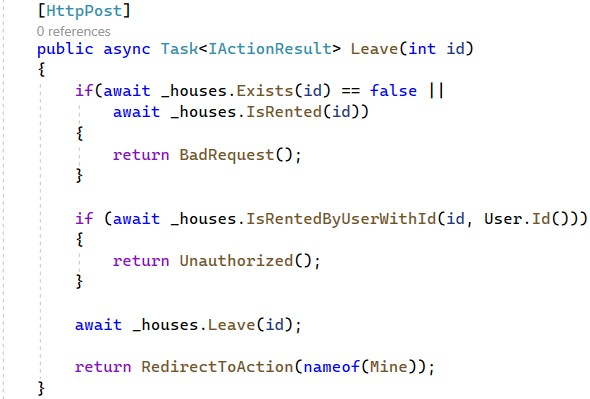 [HttpPost]
0 references
public async Task<IActionResult> Leave(int id)
{
if(await _houses.Exists(id) == false ||
await _houses.IsRented(id))
{
return BadRequest();
}
if (await _houses.IsRentedByUserWithId(id, User.Id()))
{
return Unauthorized();
}
await _houses.Leave(id);
return RedirectToAction(nameof(Mine));
}